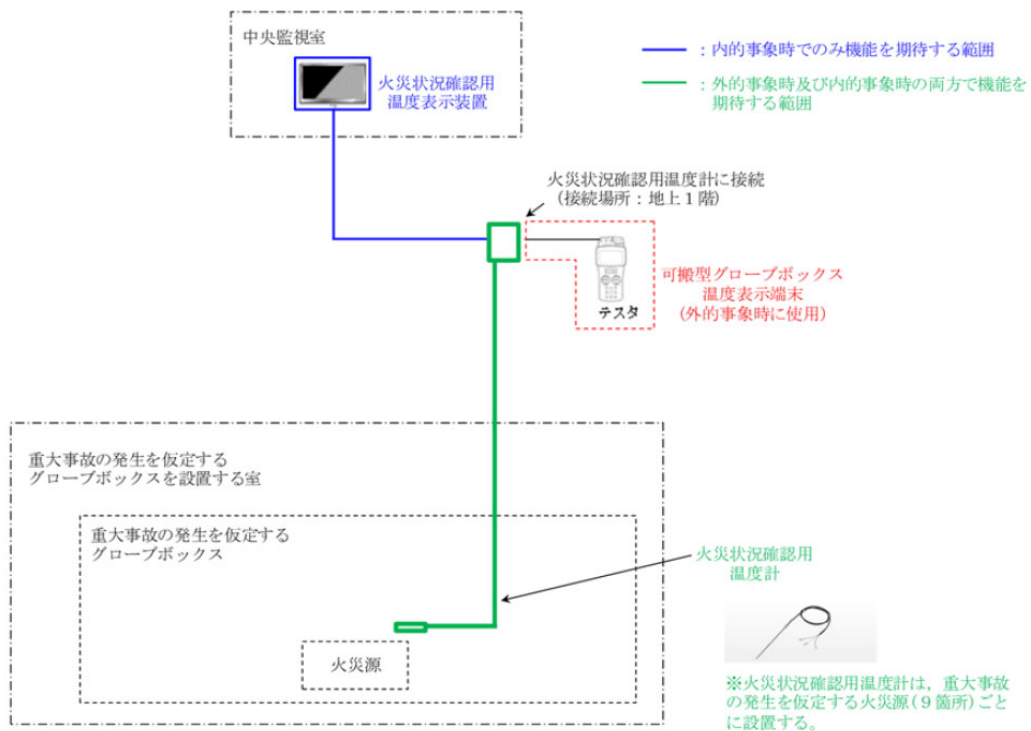 中央監視室
火災状況確認用
温度表示装置
：内的事象時でのみ機能を期待する範囲
：外的事象時及び内的事象時の両方で機能を
期待する範囲
火災状況確認用温度計に接続
（接続場所：地上１階）
テスタ
可搬型グローブボックス
温度表示端末
（外的事象時に使用）
重大事故の発生を仮定する
グローブボックスを設置する室
重大事故の発生を仮定する
グローブボックス
火災源
火災状況確認用
温度計
※火災状況確認用温度計は，重大事故
の発生を仮定する火災源（９箇所）ごと
に設置する。